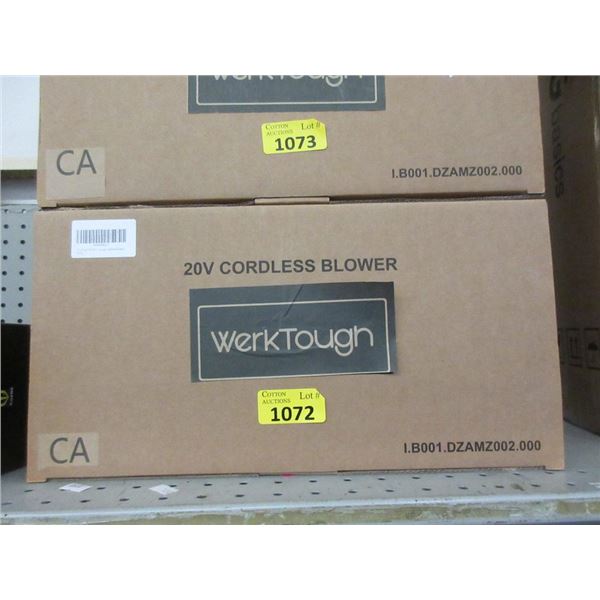 WerkTough
COTTON AUCTIONS Lot #
1073
CA
I.B001.DZAMZ002.000
basics
20V CORDLESS BLOWER
WerkTough
COTTON AUCTIONS Lot #
1072
CA
I.B001.DZAMZ002.000